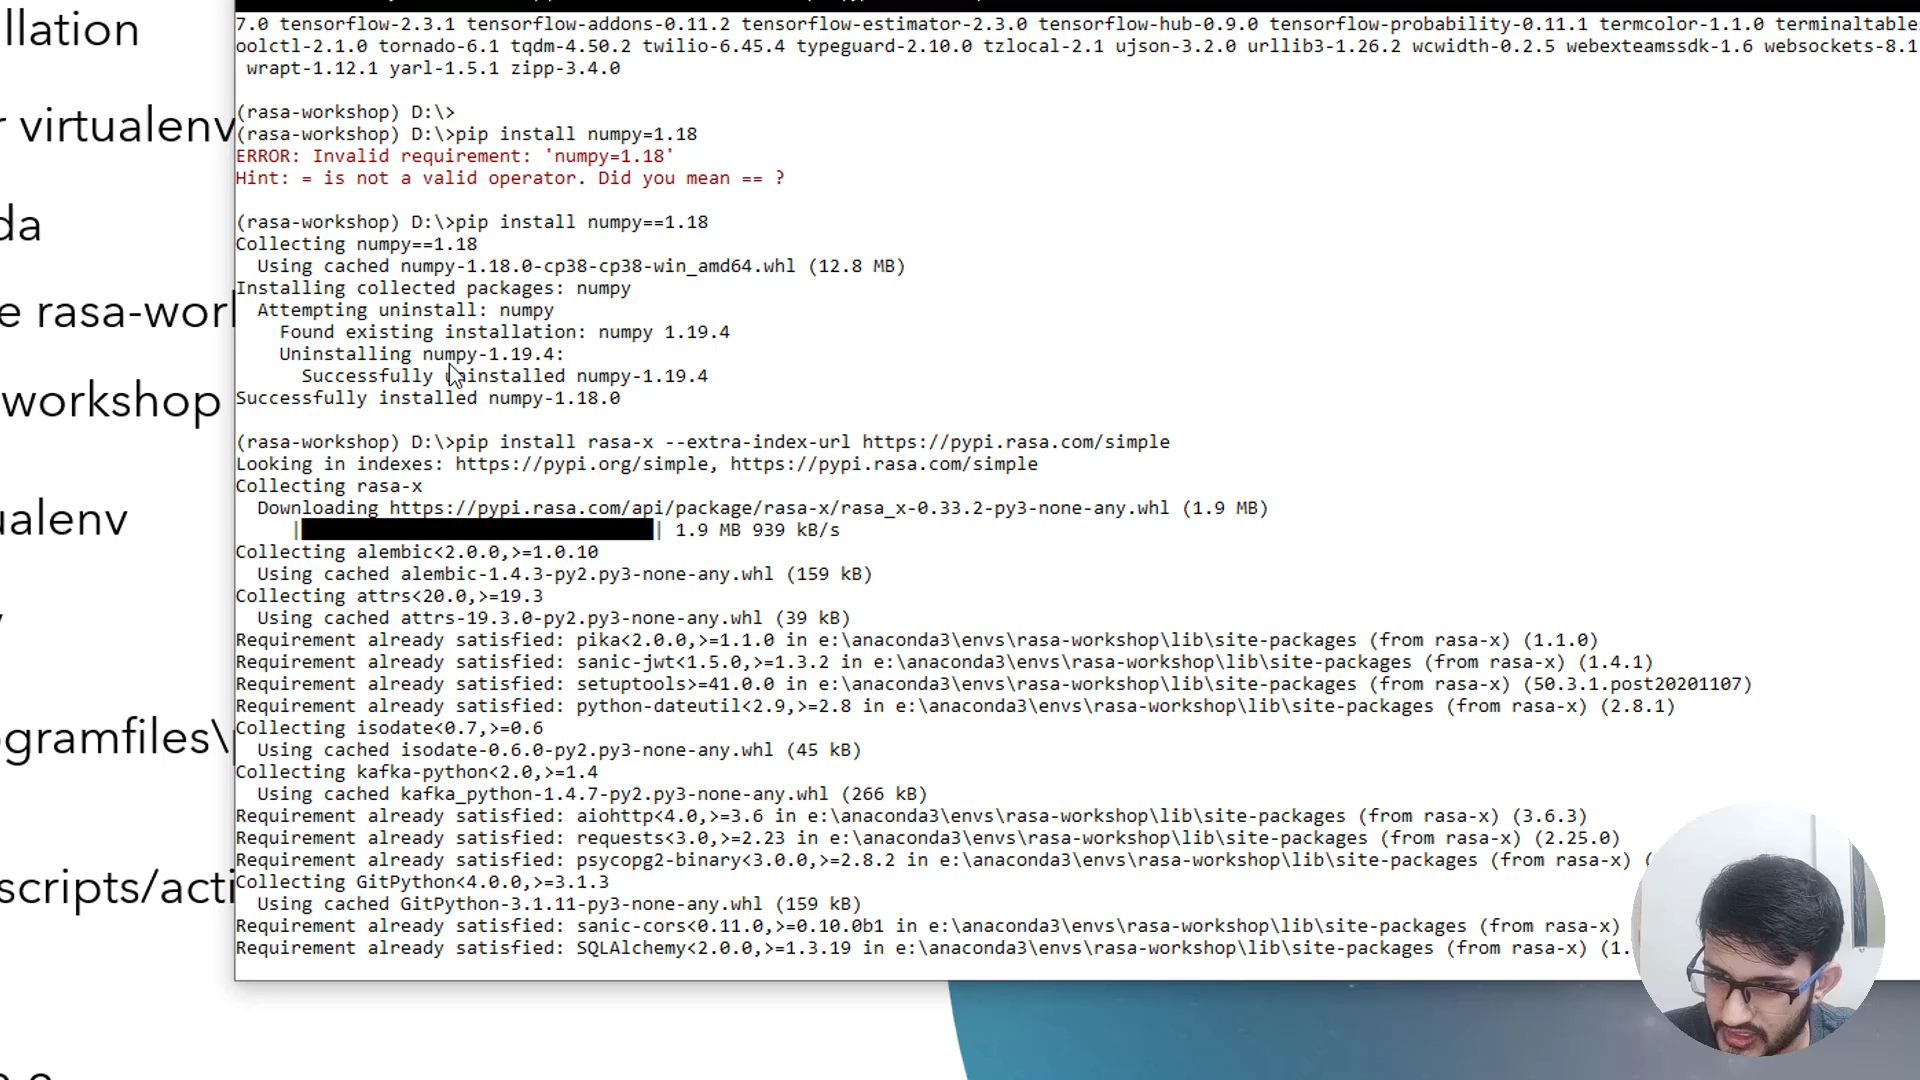 llation
r virtualenv
da
e rasa-wor
workshop
ualenv
gramfiles\
scripts/acti
7.0 tensorflow-2.3.1 tensorflow-addons-0.11.2 tensorflow-estimator-2.3.0 tensorflow-hub-0.9.0 tensorflow-probability-0.11.1 termcolor-1.1.0 terminaltable
oolctl-2.1.0 tornado-6.1 tqdm-4.50.2 twilio-6.45.4 typeguard-2.10.0 tzlocal-2.1 ujson-3.2.0 urllib3-1.26.2 wcwidth-0.2.5 webexteamssdk-1.6 websockets-8.1
wrapt-1.12.1 yarl-1.5.1 zipp-3.4.0
(rasa-workshop) D:\>
(rasa-workshop) D:\>pip install numpy=1.18
ERROR: Invalid requirement: 'numpy=1.18'
Hint: = is not a valid operator. Did you mean == ?
(rasa-workshop) D:\>pip install numpy==1.18
Collecting numpy==1.18
Using cached numpy-1.18.0-cp38-cp38-win_amd64.whl (12.8 MB)
Installing collected packages: numpy
Attempting uninstall: numpy
Found existing installation: numpy 1.19.4
Uninstalling numpy-1.19.4:
Successfully uninstalled numpy-1.19.4
Successfully installed numpy-1.18.0
(rasa-workshop) D:\>pip install rasa-x --extra-index-url https://pypi.rasa.com/simple
Looking in indexes: https://pypi.org/simple, https://pypi.rasa.com/simple
Collecting rasa-x
Downloading https://pypi.rasa.com/api/package/rasa-x/rasa_x-0.33.2-py3-none-any.whl (1.9 MB)
| | 1.9 MB 939 kB/s
Collecting alembic<2.0.0,>=1.0.10
Using cached alembic-1.4.3-py2.py3-none-any.whl (159 kB)
Collecting attrs<20.0,>=19.3
Using cached attrs-19.3.0-py2.py3-none-any.whl (39 kB)
Requirement already satisfied: pika<2.0.0,>=1.1.0 in e:\anaconda3\envs\rasa-workshop\lib\site-packages (from rasa-x) (1.1.0)
Requirement already satisfied: sanic-jwt<1.5.0,>=1.3.2 in e:\anaconda3\envs\rasa-workshop\lib\site-packages (from rasa-x) (1.4.1)
Requirement already satisfied: setuptools>=41.0.0 in e:\anaconda3\envs\rasa-workshop\lib\site-packages (from rasa-x) (50.3.1.post20201107)
Requirement already satisfied: python-dateutil<2.9,>=2.8 in e:\anaconda3\envs\rasa-workshop\lib\site-packages (from rasa-x) (2.8.1)
Collecting isodate<0.7,>=0.6
Using cached isodate-0.6.0-py2.py3-none-any.whl (45 kB)
Collecting kafka-python<2.0,>=1.4
Using cached kafka_python-1.4.7-py2.py3-none-any.whl (266 kB)
Requirement already satisfied: aiohttp<4.0,>=3.6 in e:\anaconda3\envs\rasa-workshop\lib\site-packages (from rasa-x) (3.6.3)
Requirement already satisfied: requests<3.0,>=2.23 in e:\anaconda3\envs\rasa-workshop\lib\site-packages (from rasa-x) (2.25.0)
Requirement already satisfied: psycopg2-binary<3.0.0,>=2.8.2 in e:\anaconda3\envs\rasa-workshop\lib\site-packages (from rasa-x) (
Collecting GitPython<4.0.0,>=3.1.3
Using cached GitPython-3.1.11-py3-none-any.whl (159 kB)
Requirement already satisfied: sanic-cors<0.11.0,>=0.10.0b1 in e:\anaconda3\envs\rasa-workshop\lib\site-packages (from rasa-x)
Requirement already satisfied: SQLAlchemy<2.0.0,>=1.3.19 in e:\anaconda3\envs\rasa-workshop\lib\site-packages (from rasa-x) (1.